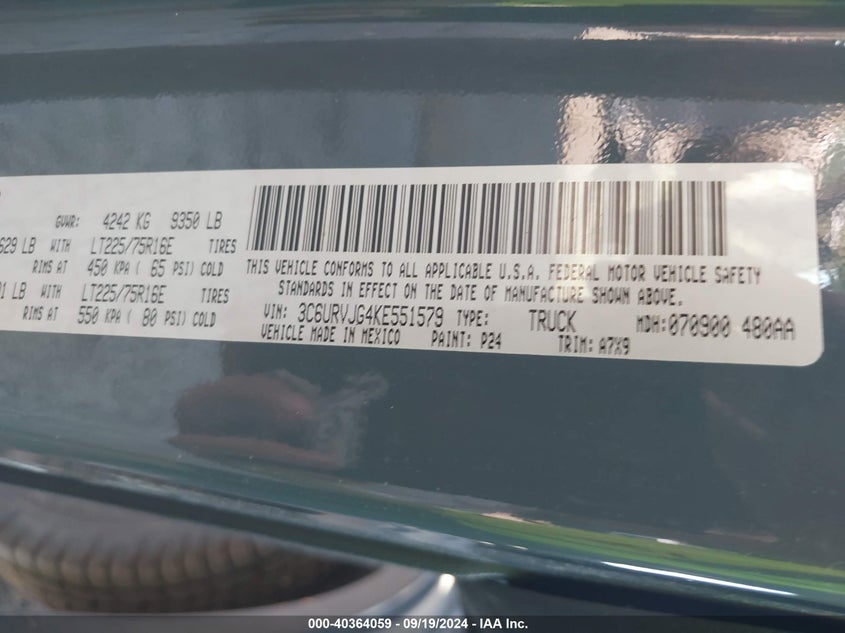 GVWR: 4242 KG 9350 LB
629 LB WITH LT225/75R16E TIRES
RIMS AT 450 KPA ( 65 PSI) COLD
LB WITH LT225/75R16E TIRES
RIMS AT 550 KPA ( 80 PSI) COLD
THIS VEHICLE CONFORMS TO ALL APPLICABLE U.S.A. FEDERAL MOTOR VEHICLE SAFETY
STANDARDS IN EFFECT ON THE DATE OF MANUFACTURE SHOWN ABOVE.
VIN: 3C6URVJG4KE551579 TYPE: TRUCK MDH:070900 480AA
VEHICLE MADE IN MEXICO PAINT: P24 TRIM: A7X9
000-40364059 - 09/19/2024 - IAA Inc.